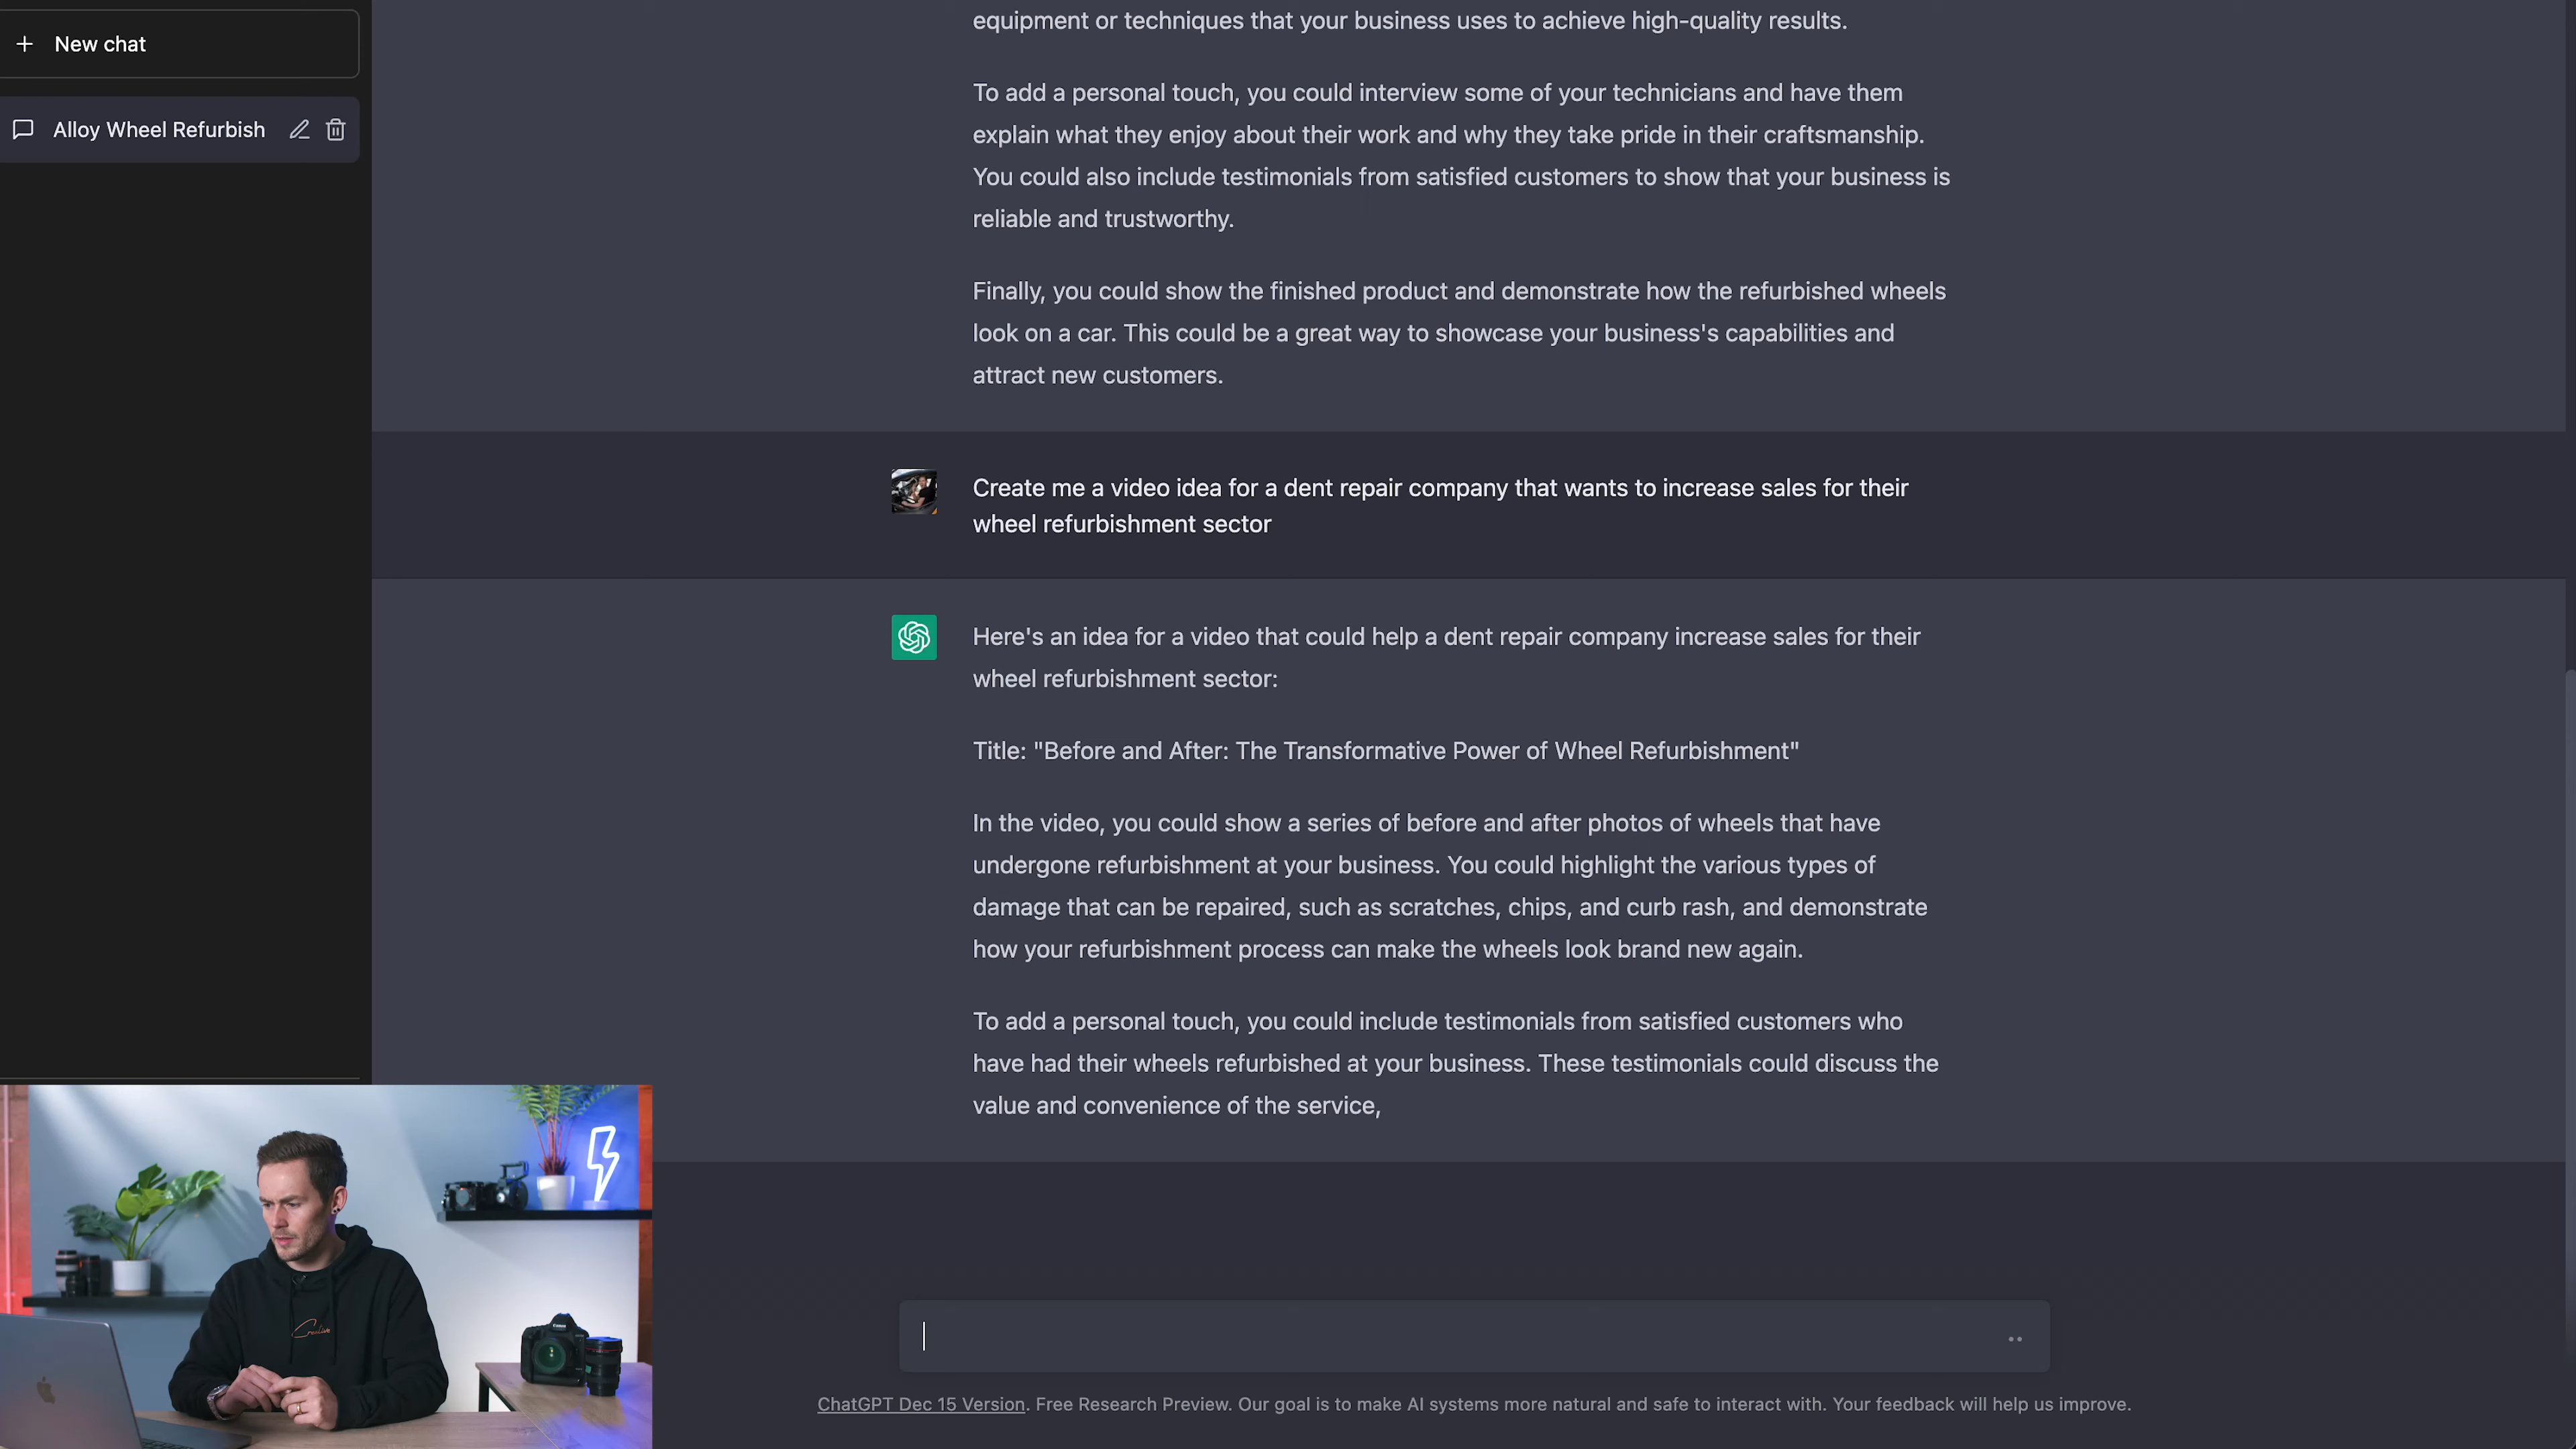 New chat
Alloy Wheel Refurbish
equipment or techniques that your business uses to achieve high-quality results.
To add a personal touch, you could interview some of your technicians and have them
explain what they enjoy about their work and why they take pride in their craftsmanship.
You could also include testimonials from satisfied customers to show that your business is
reliable and trustworthy.
Finally, you could show the finished product and demonstrate how the refurbished wheels
look on a car. This could be a great way to showcase your business's capabilities and
attract new customers.
Create me a video idea for a dent repair company that wants to increase sales for their
wheel refurbishment sector
Here's an idea for a video that could help a dent repair company increase sales for their
wheel refurbishment sector:
Title: "Before and After: The Transformative Power of Wheel Refurbishment"
In the video, you could show a series of before and after photos of wheels that have
undergone refurbishment at your business. You could highlight the various types of
damage that can be repaired, such as scratches, chips, and curb rash, and demonstrate
how your refurbishment process can make the wheels look brand new again.
To add a personal touch, you could include testimonials from satisfied customers who
have had their wheels refurbished at your business. These testimonials could discuss the
value and convenience of the service,
ChatGPT Dec 15 Version. Free Research Preview. Our goal is to make AI systems more natural and safe to interact with. Your feedback will help us improve.